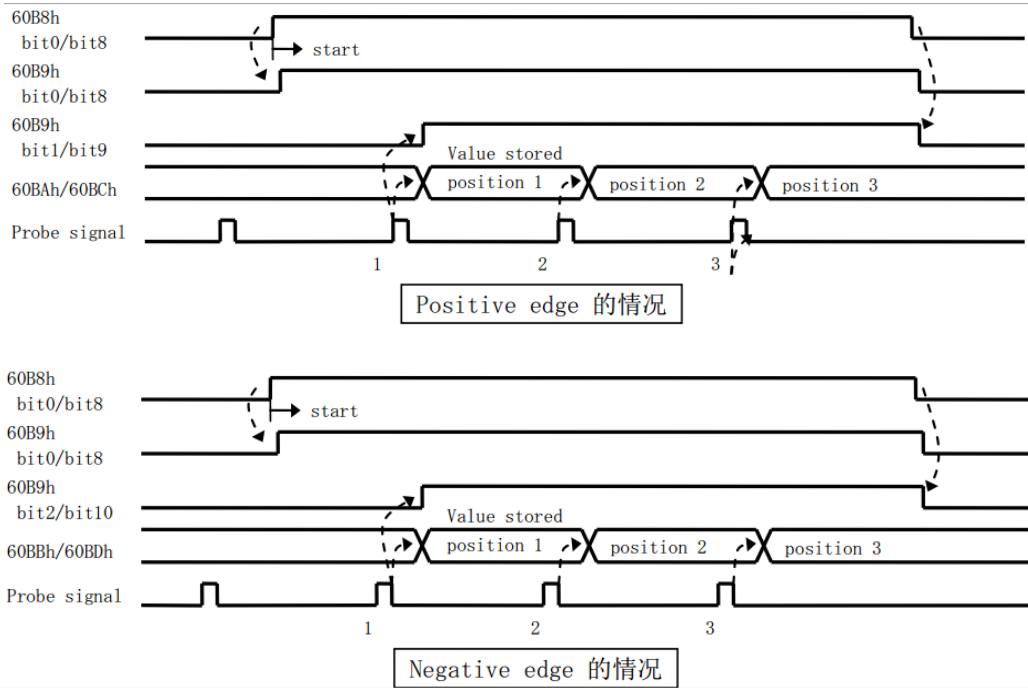 60B8h
bit0/bit8
start
60B9h
bit0/bit8
60B9h
bit1/bit9
Value stored
60BAh/60BCh position 1 position 2 position 3
Probe signal
1 2 3
Positive edge 的情况
60B8h
bit0/bit8
start
60B9h
bit0/bit8
60B9h
bit2/bit10
Value stored
60BBh/60BDh position 1 position 2 position 3
Probe signal
1 2 3
Negative edge 的情况